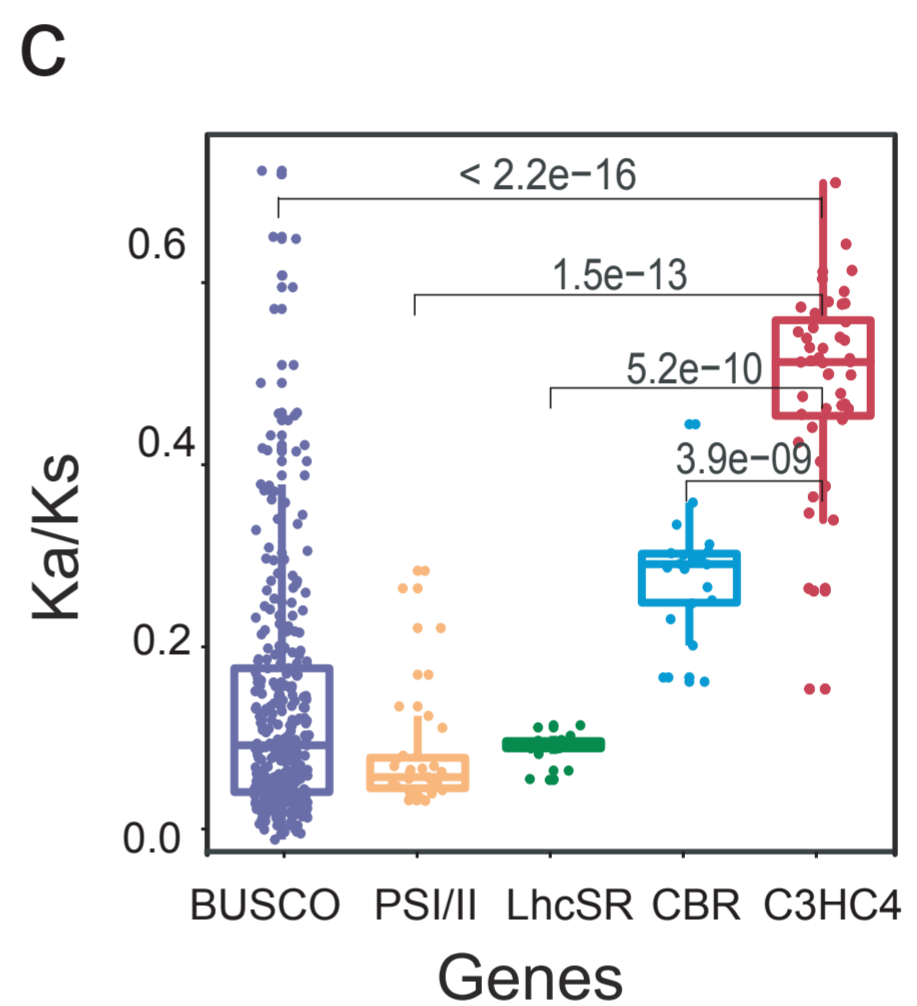 C
< 2.2e−16
0.6
1.5e−13
5.2e−10
0.4
3.9e−09
Ka/Ks
0.2
0.0
BUSCO PSI/II LhcSR CBR C3HC4
Genes